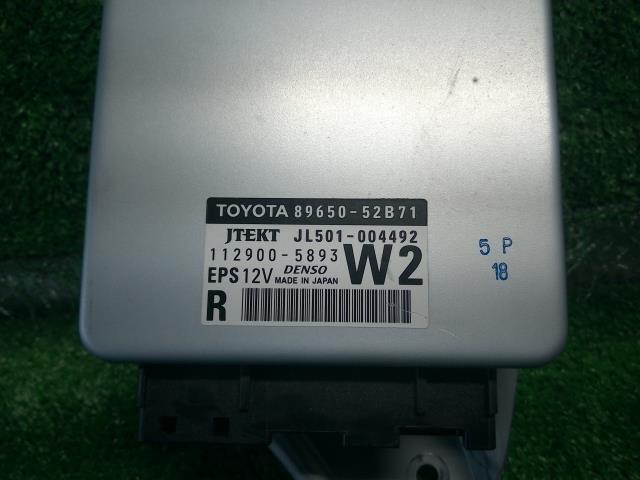 TOYOTA 89650-52B71
JTEKT JL501-004492
112900-5893
EPS 12V DENSO MADE IN JAPAN
W2
R
5 P
18